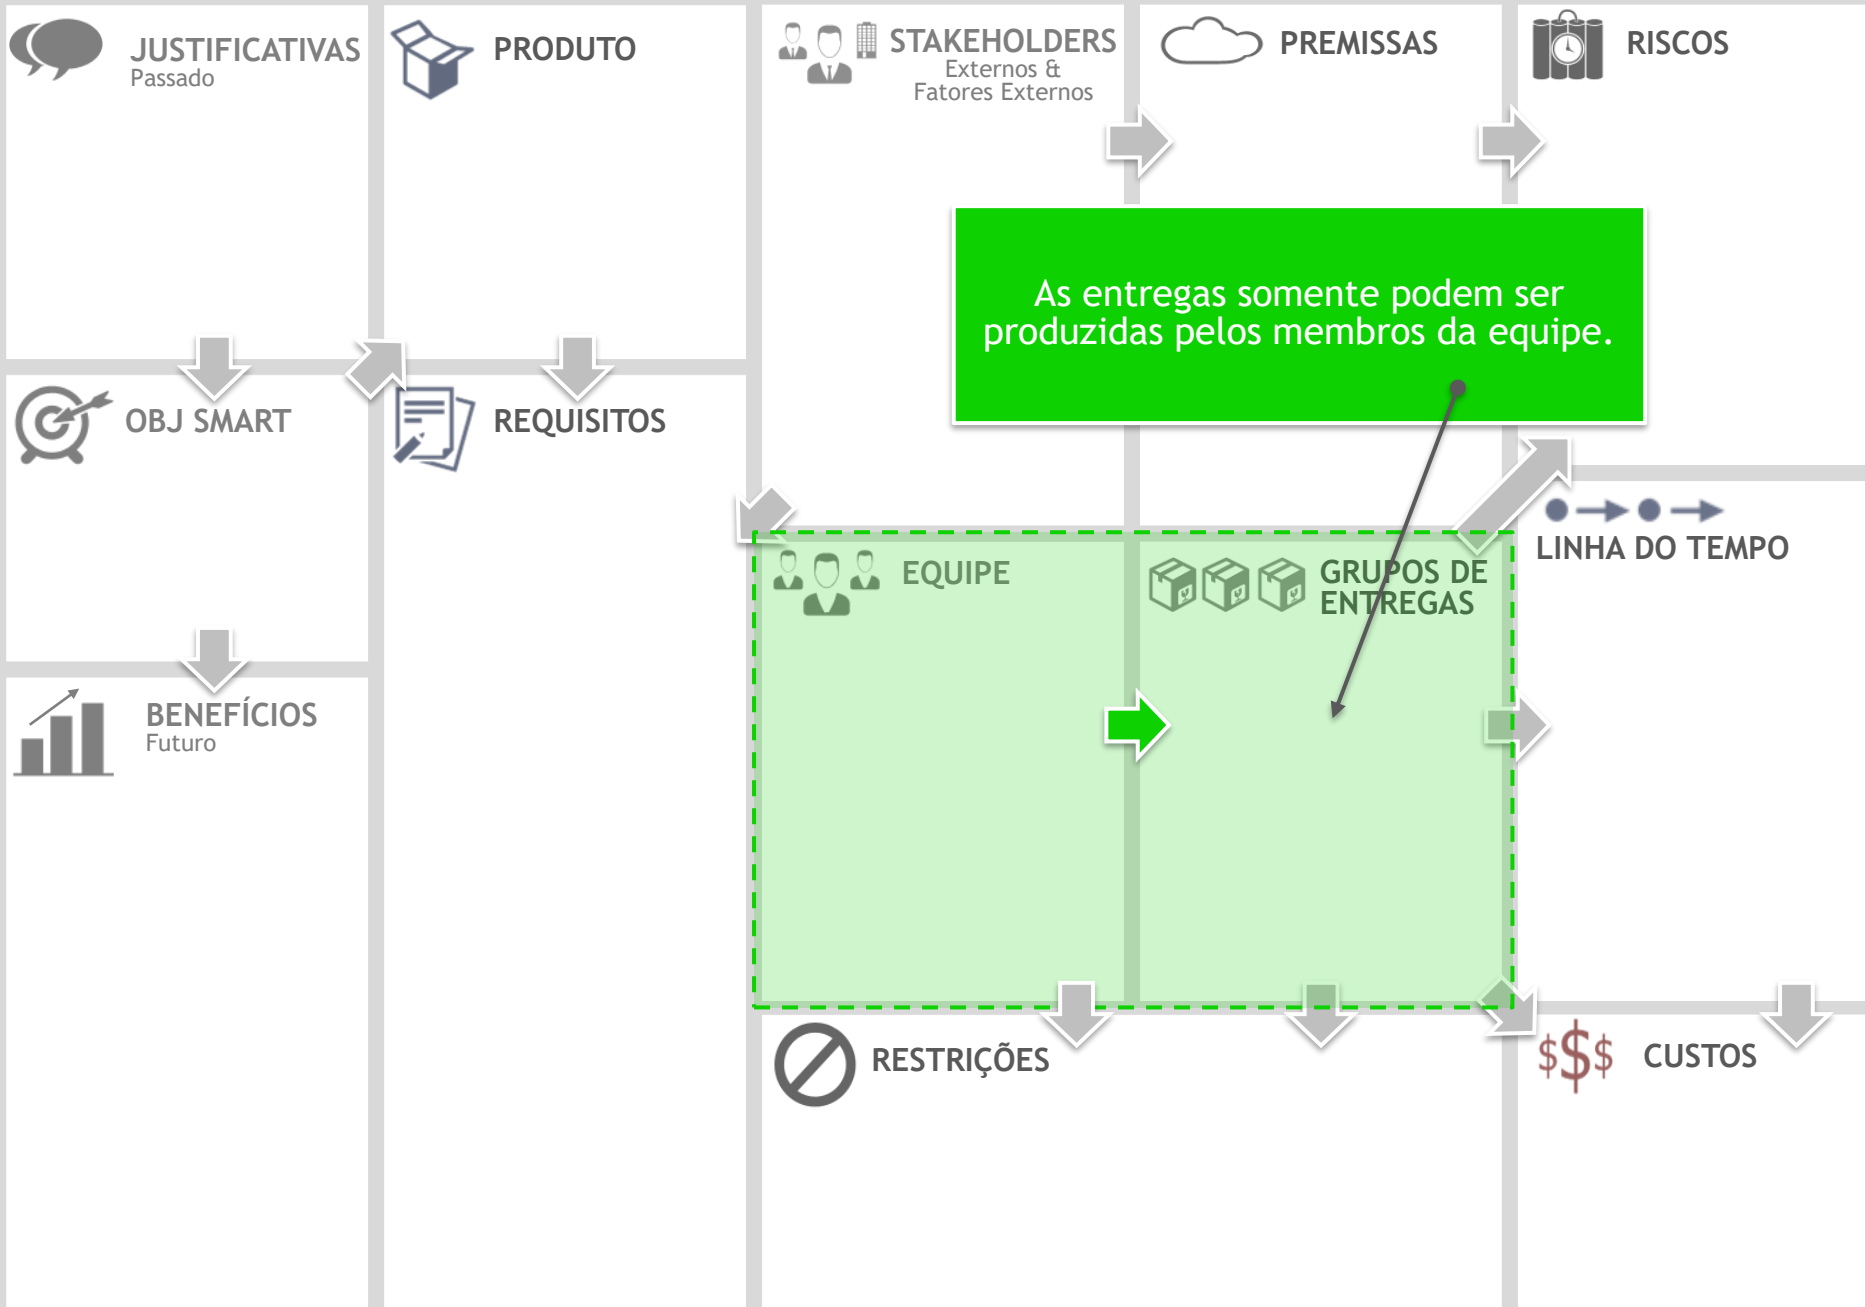 JUSTIFICATIVAS
Passado
PRODUTO
STAKEHOLDERS
Externos &
Fatores Externos
PREMISSAS
RISCOS
As entregas somente podem ser
produzidas pelos membros da equipe.
OBJ SMART
REQUISITOS
LINHA DO TEMPO
EQUIPE
GRUPOS DE
ENTREGAS
BENEFÍCIOS
Futuro
RESTRIÇÕES
$$$
CUSTOS